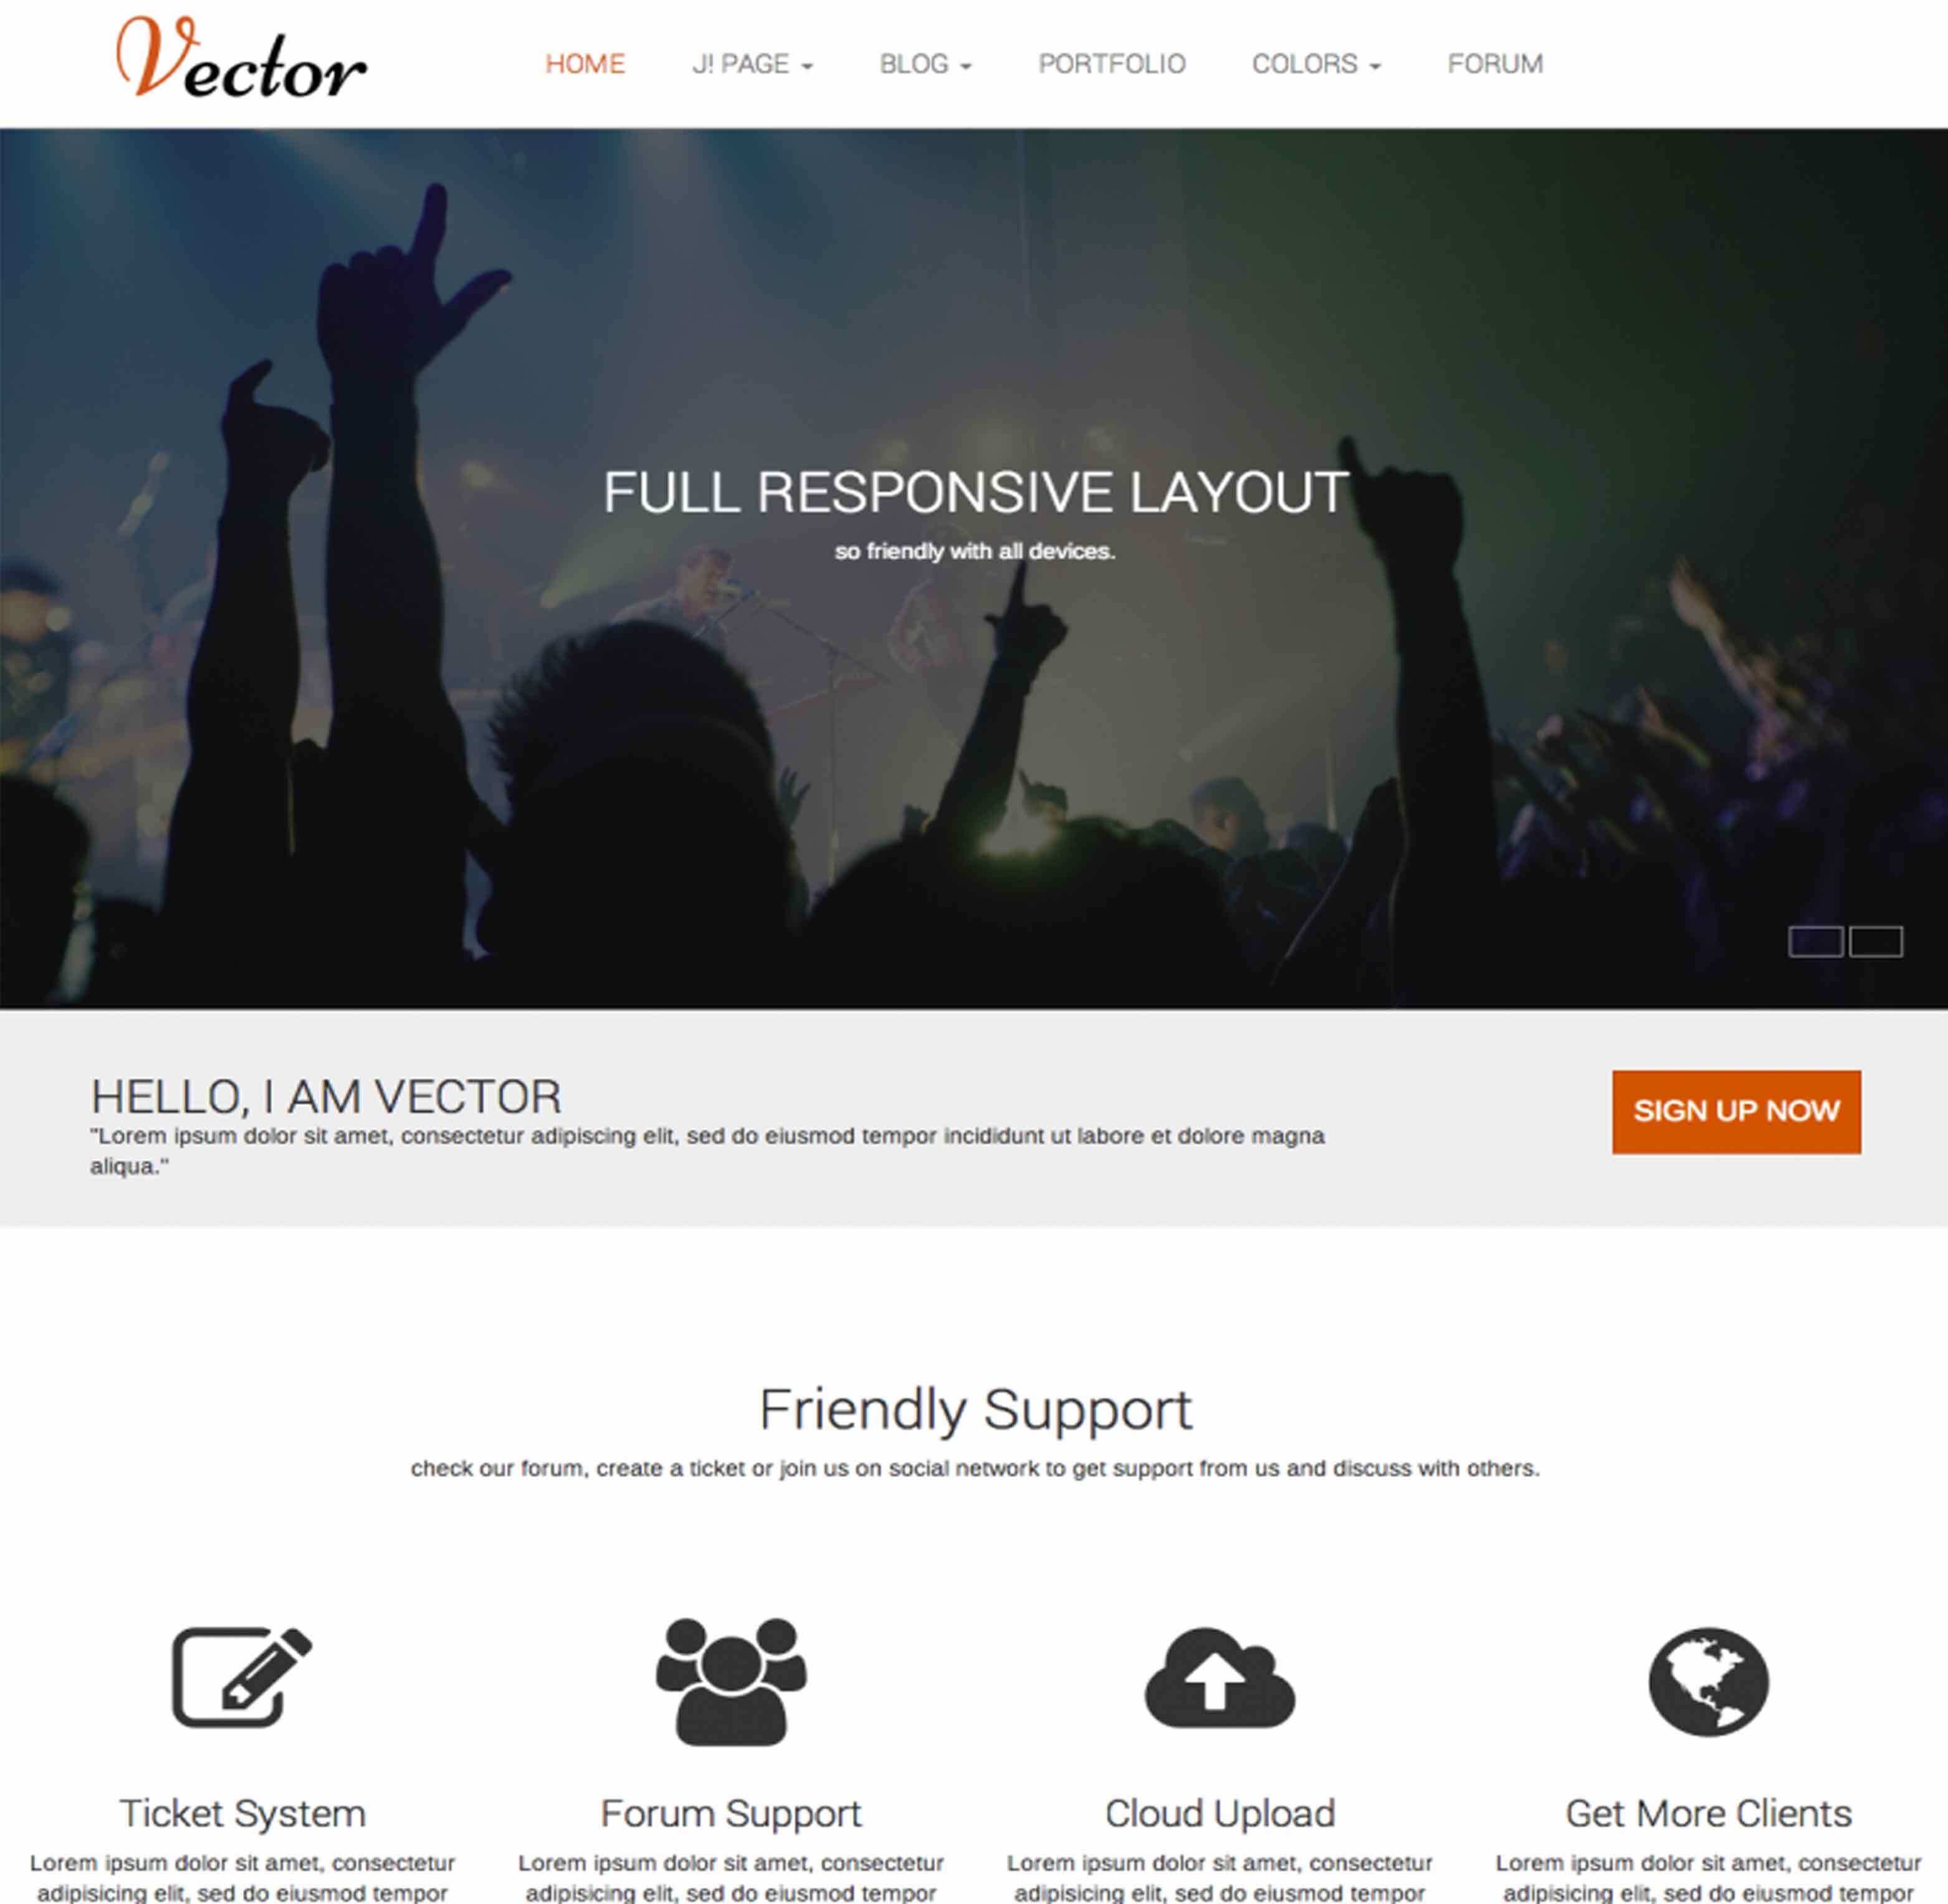 Vector
HOME J! PAGE BLOG PORTFOLIO COLORS FORUM
FULL RESPONSIVE LAYOUT
so friendly with all devices.
HELLO, I AM VECTOR
"Lorem ipsum dolor sit amet, consectetur adipiscing elit, sed do eiusmod tempor incididunt ut labore et dolore magna
aliqua."
SIGN UP NOW
Friendly Support
check our forum, create a ticket or join us on social network to get support from us and discuss with others.
Ticket System
Lorem ipsum dolor sit amet, consectetur
adipisicing elit, sed do eiusmod tempor
Forum Support
Lorem ipsum dolor sit amet, consectetur
adipisicing elit, sed do eiusmod tempor
Cloud Upload
Lorem ipsum dolor sit amet, consectetur
adipisicing elit, sed do eiusmod tempor
Get More Clients
Lorem ipsum dolor sit amet, consectetur
adipisicing elit, sed do eiusmod tempor